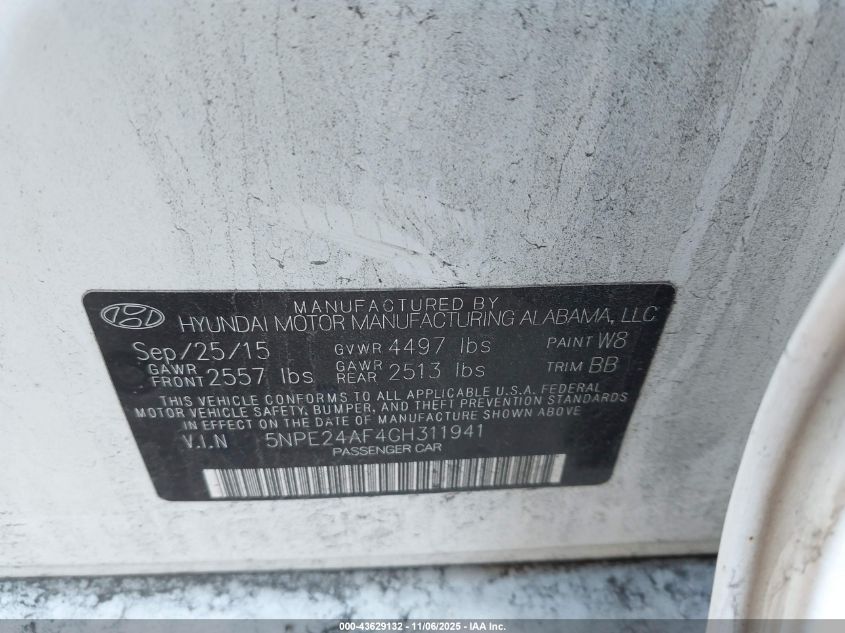 MANUFACTURED BY
HYUNDAI MOTOR MANUFACTURING ALABAMA, LLC
Sep/25/15 GVWR 4497 lbs PAINT W8
GAWR FRONT 2557 lbs GAWR REAR 2513 lbs TRIM BB
THIS VEHICLE CONFORMS TO ALL APPLICABLE U.S.A. FEDERAL
MOTOR VEHICLE SAFETY, BUMPER, AND THEFT PREVENTION STANDARDS
IN EFFECT ON THE DATE OF MANUFACTURE SHOWN ABOVE.
V.I.N 5NPE24AF4GH311941
PASSENGER CAR
000-43629132 - 11/06/2025 - IAA Inc.